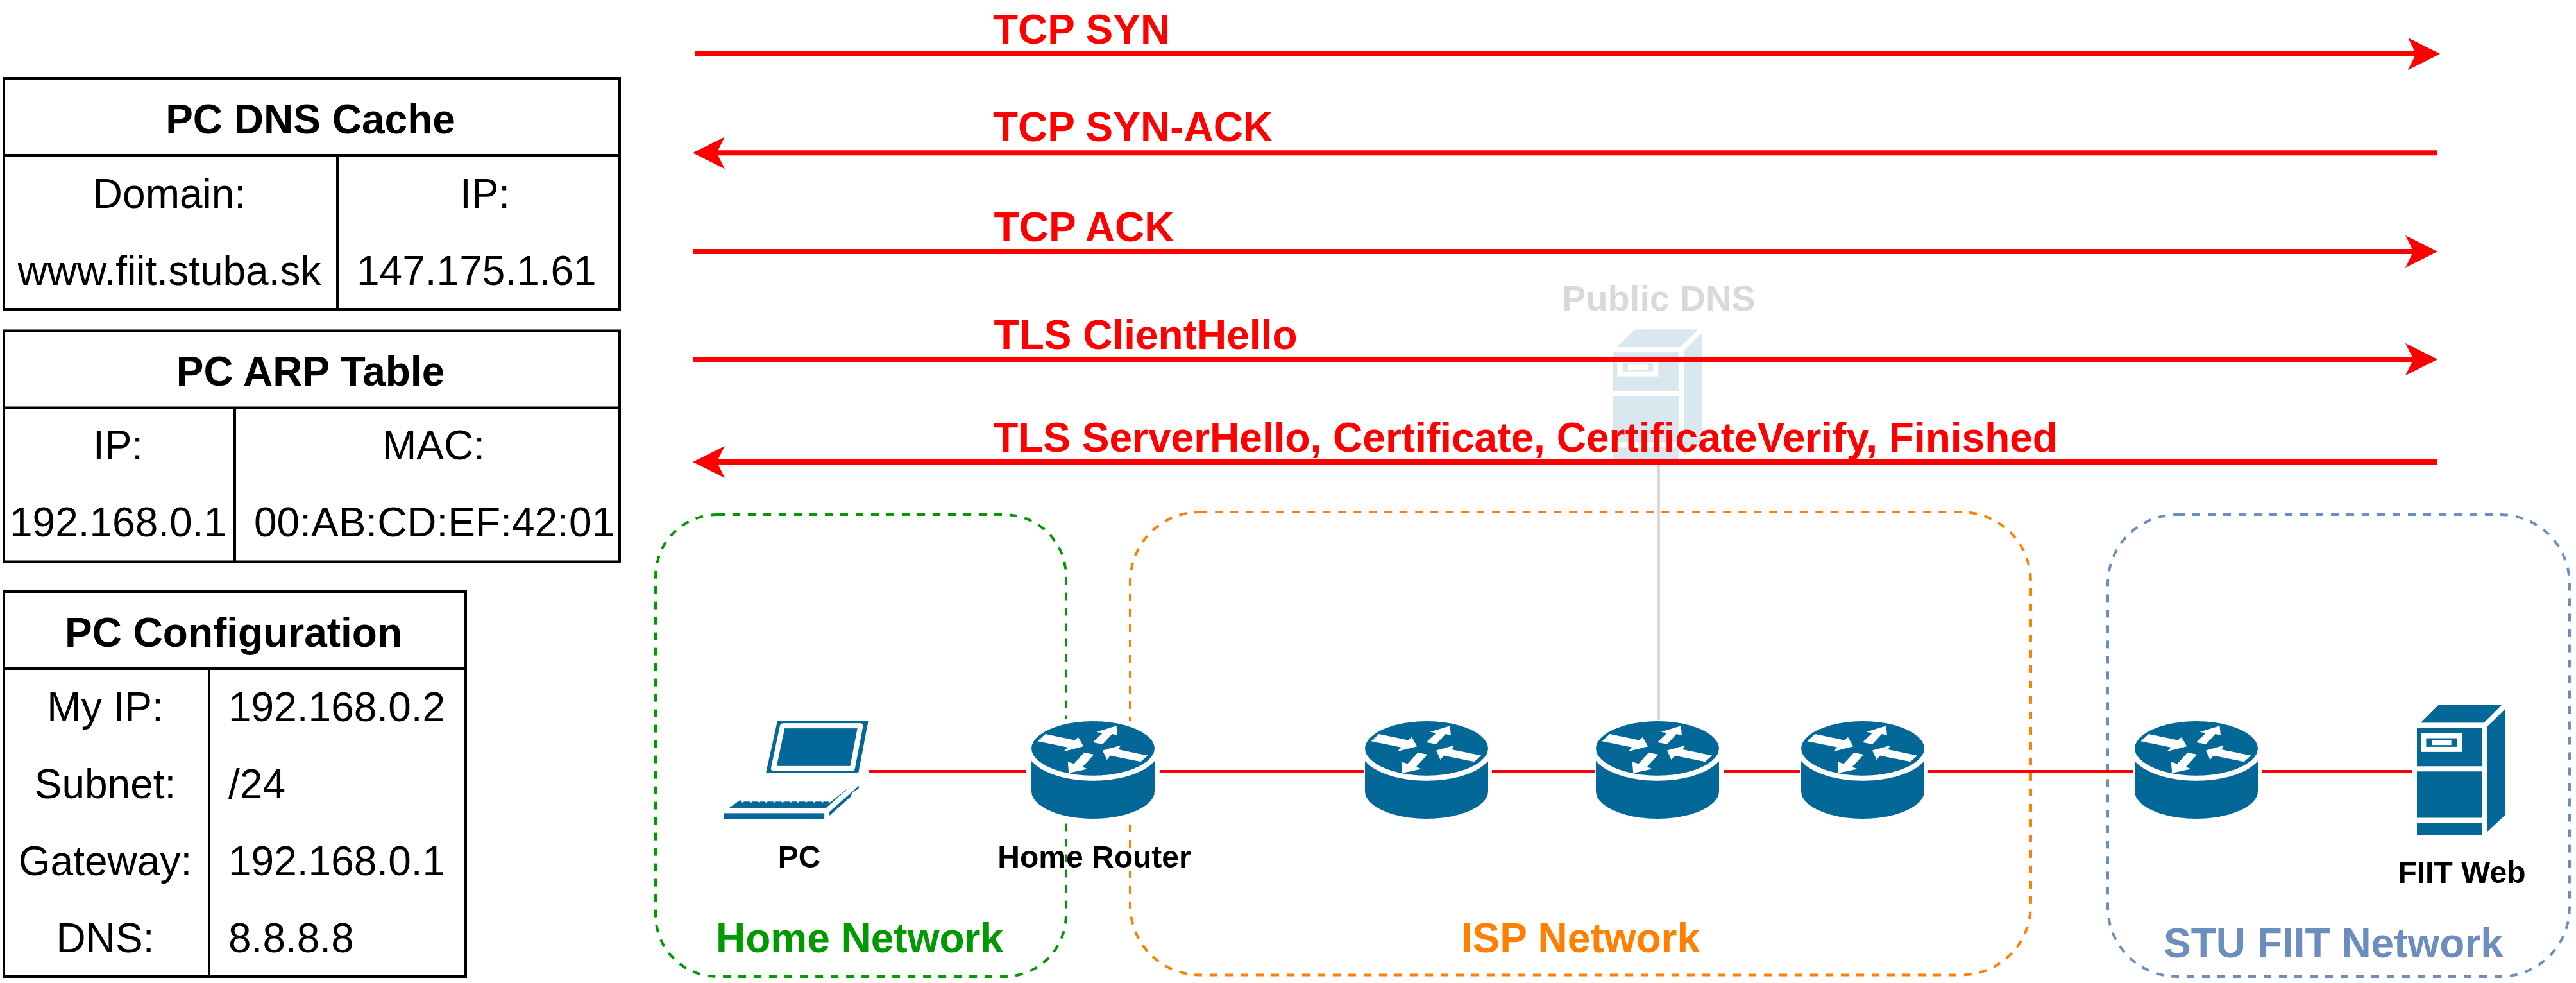 TCP SYN
TCP SYN-ACK
TCP ACK
TLS ClientHello
TLS ServerHello, Certificate, CertificateVerify, Finished
PC DNS Cache
Domain: IP:
www.fiit.stuba.sk 147.175.1.61
PC ARP Table
IP: MAC:
192.168.0.1 00:AB:CD:EF:42:01
PC Configuration
My IP: 192.168.0.2
Subnet: /24
Gateway: 192.168.0.1
DNS: 8.8.8.8
Public DNS
PC
Home Router
FIIT Web
Home Network
ISP Network
STU FIIT Network